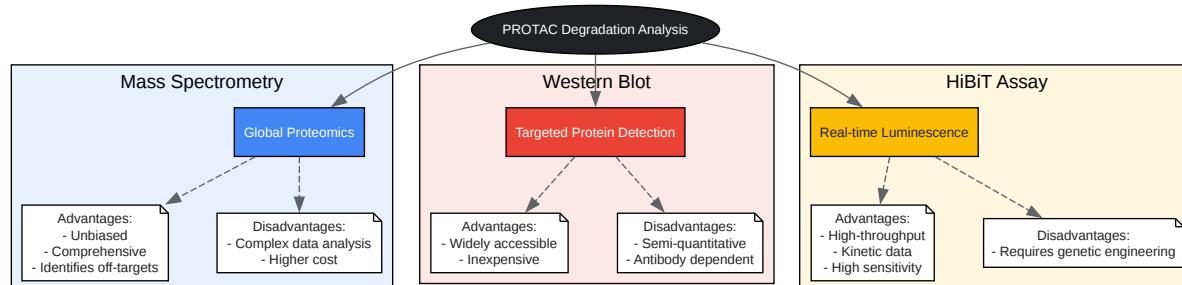 PROTAC Degradation Analysis
Mass Spectrometry
Global Proteomics
Advantages:
- Unbiased
- Comprehensive
- Identifies off-targets
Disadvantages:
- Complex data analysis
- Higher cost
Western Blot
Targeted Protein Detection
Advantages:
- Widely accessible
- Inexpensive
Disadvantages:
- Semi-quantitative
- Antibody dependent
HiBiT Assay
Real-time Luminescence
Advantages:
- High-throughput
- Kinetic data
- High sensitivity
Disadvantages:
- Requires genetic engineering